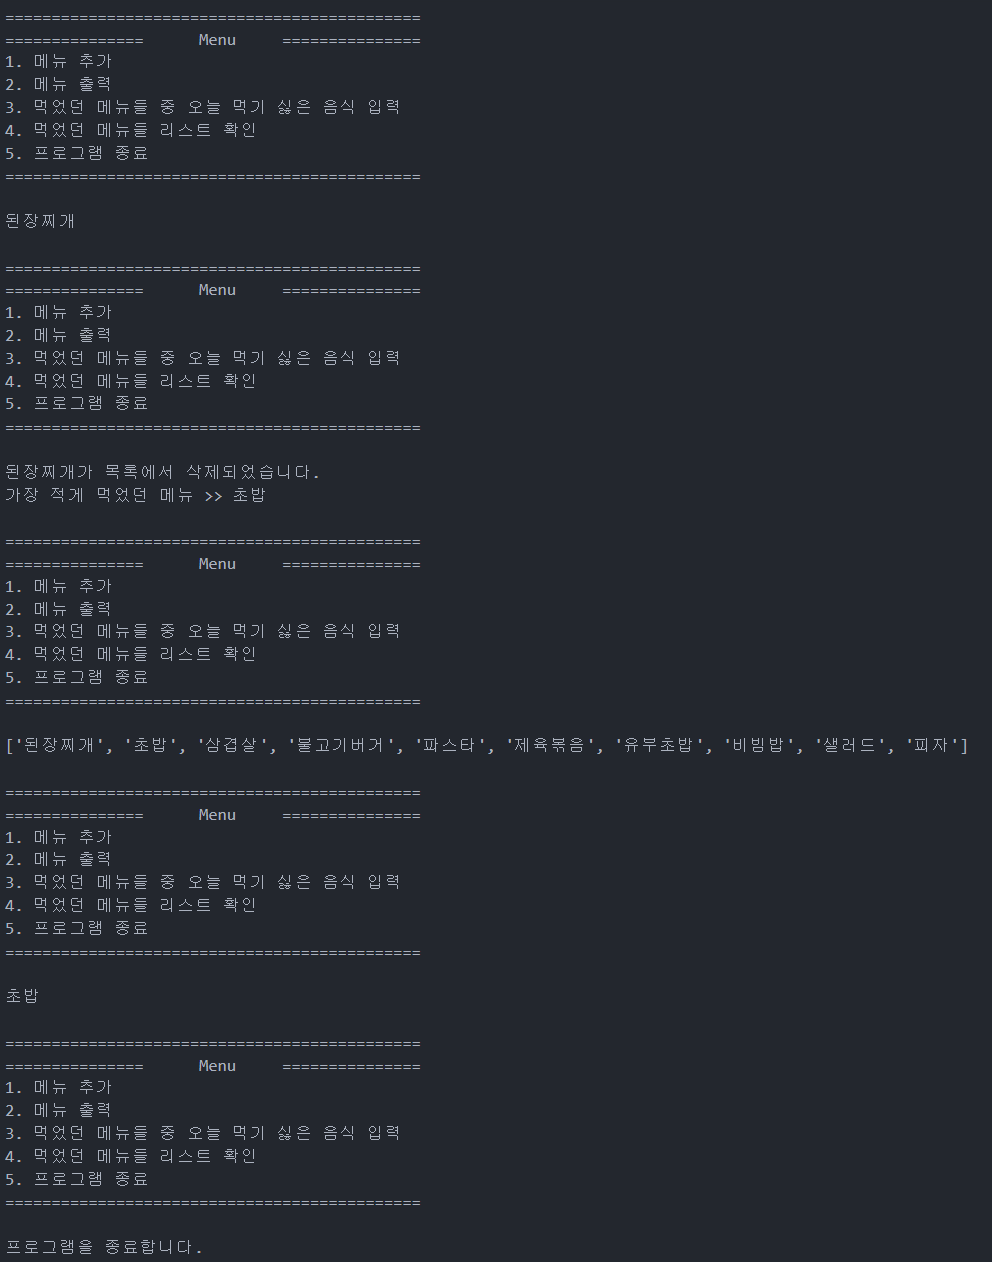 =============================================
===============      Menu     ===============
1. 메뉴 추가
2. 메뉴 출력
3. 먹었던 메뉴들 중 오늘 먹기 싫은 음식 입력
4. 먹었던 메뉴들 리스트 확인
5. 프로그램 종료
=============================================
된장찌개
=============================================
===============      Menu     ===============
1. 메뉴 추가
2. 메뉴 출력
3. 먹었던 메뉴들 중 오늘 먹기 싫은 음식 입력
4. 먹었던 메뉴들 리스트 확인
5. 프로그램 종료
=============================================
된장찌개가 목록에서 삭제되었습니다.
가장 적게 먹었던 메뉴 >> 초밥
=============================================
===============      Menu     ===============
1. 메뉴 추가
2. 메뉴 출력
3. 먹었던 메뉴들 중 오늘 먹기 싫은 음식 입력
4. 먹었던 메뉴들 리스트 확인
5. 프로그램 종료
=============================================
['된장찌개', '초밥', '삼겹살', '불고기버거', '파스타', '제육볶음', '유부초밥', '비빔밥', '샐러드', '피자']
=============================================
===============      Menu     ===============
1. 메뉴 추가
2. 메뉴 출력
3. 먹었던 메뉴들 중 오늘 먹기 싫은 음식 입력
4. 먹었던 메뉴들 리스트 확인
5. 프로그램 종료
=============================================
초밥
=============================================
===============      Menu     ===============
1. 메뉴 추가
2. 메뉴 출력
3. 먹었던 메뉴들 중 오늘 먹기 싫은 음식 입력
4. 먹었던 메뉴들 리스트 확인
5. 프로그램 종료
=============================================
프로그램을 종료합니다.